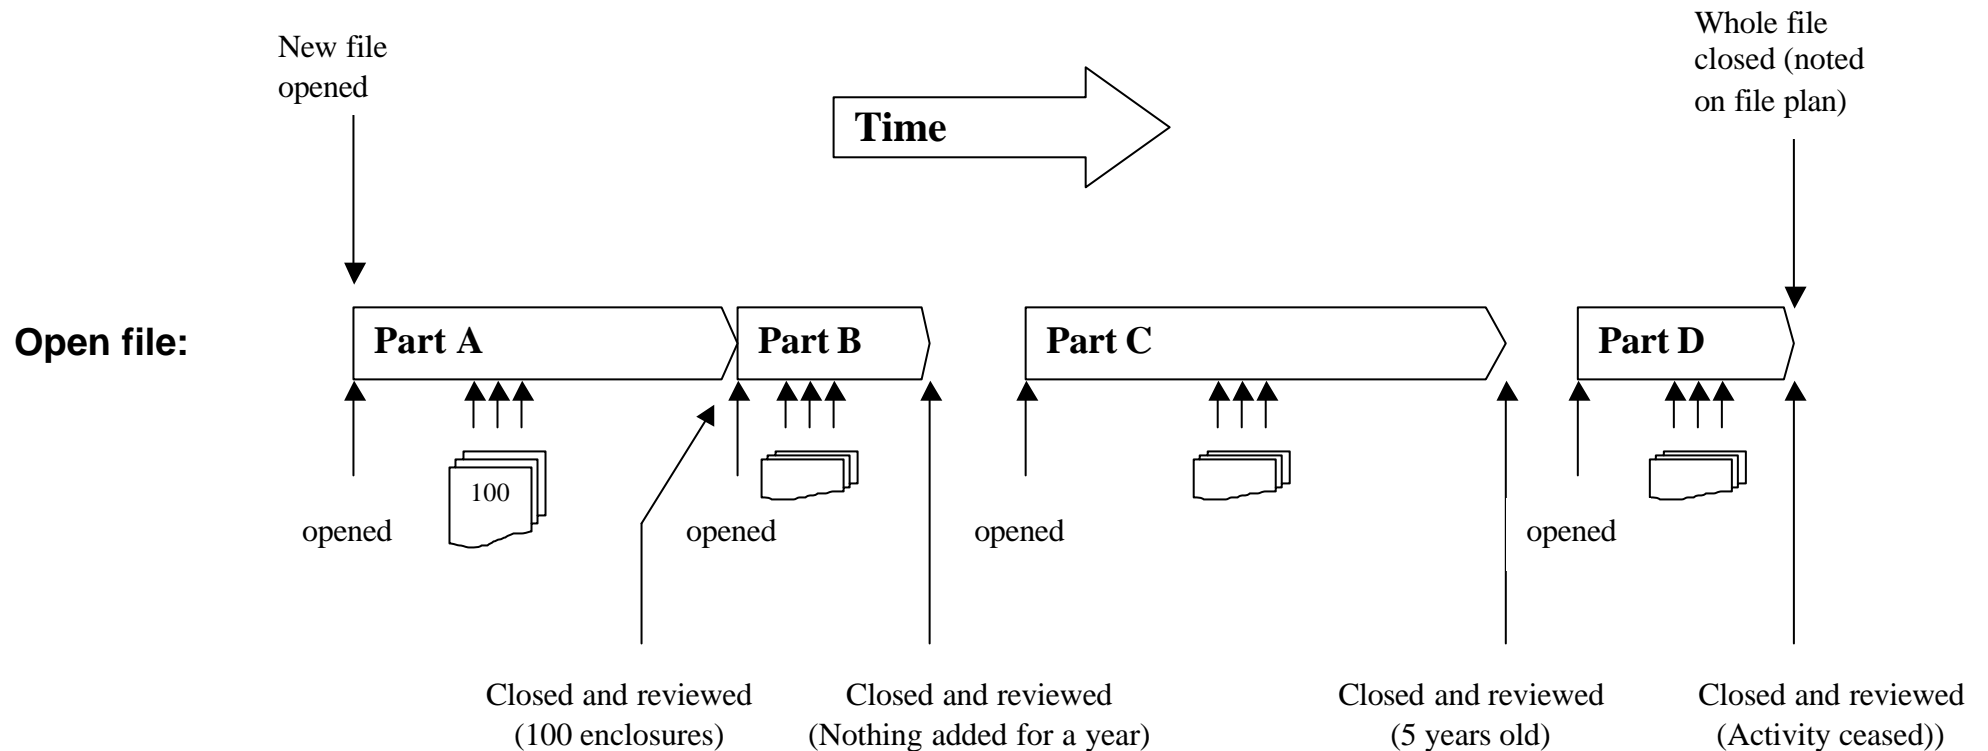 New file
opened
Time
Whole file
closed (noted
on file plan)
Open file:
Part A
Part B
Part C
Part D
100
opened
opened
opened
opened
Closed and reviewed
(100 enclosures)
Closed and reviewed
(Nothing added for a year)
Closed and reviewed
(5 years old)
Closed and reviewed
(Activity ceased))